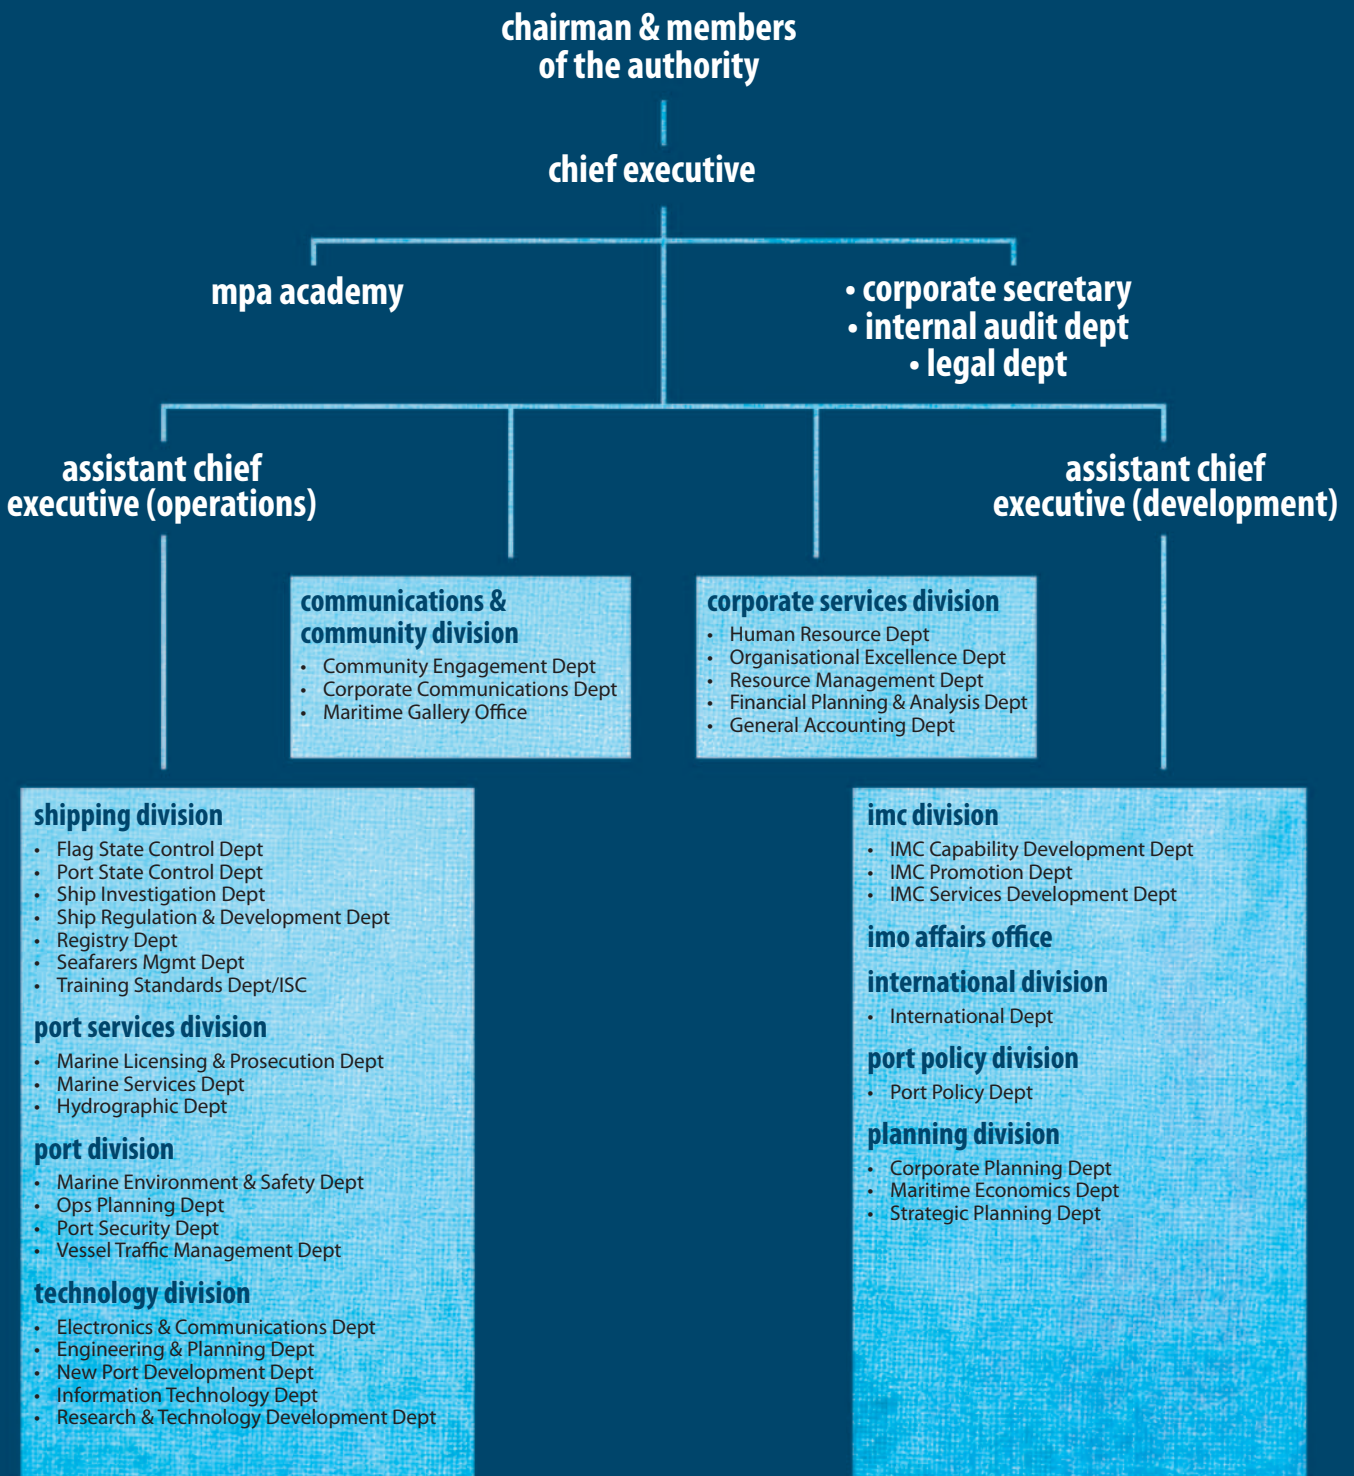 chairman & members
of the authority
chief executive
mpa academy
• corporate secretary
• internal audit dept
• legal dept
assistant chief
executive (operations)
assistant chief
executive (development)
communications &
community division
• Community Engagement Dept
• Corporate Communications Dept
• Maritime Gallery Office
corporate services division
• Human Resource Dept
• Organisational Excellence Dept
• Resource Management Dept
• Financial Planning & Analysis Dept
• General Accounting Dept
shipping division
• Flag State Control Dept
• Port State Control Dept
• Ship Investigation Dept
• Ship Regulation & Development Dept
• Registry Dept
• Seafarers Mgmt Dept
• Training Standards Dept/ISC
port services division
• Marine Licensing & Prosecution Dept
• Marine Services Dept
• Hydrographic Dept
port division
• Marine Environment & Safety Dept
• Ops Planning Dept
• Port Security Dept
• Vessel Traffic Management Dept
technology division
• Electronics & Communications Dept
• Engineering & Planning Dept
• New Port Development Dept
• Information Technology Dept
• Research & Technology Development Dept
imc division
• IMC Capability Development Dept
• IMC Promotion Dept
• IMC Services Development Dept
imo affairs office
international division
• International Dept
port policy division
• Port Policy Dept
planning division
• Corporate Planning Dept
• Maritime Economics Dept
• Strategic Planning Dept